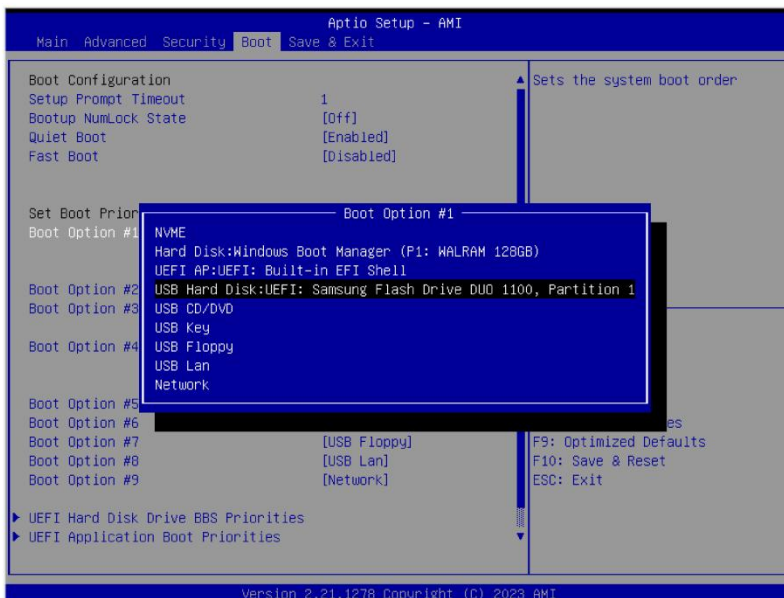 Aptio Setup - AMI
Main Advanced Security Boot Save & Exit
Boot Configuration
Setup Prompt Timeout 1
Bootup NumLock State [Off]
Quiet Boot [Enabled]
Fast Boot [Disabled]
Sets the system boot order
Set Boot Prior
Boot Option #1
Boot Option #2
Boot Option #3
Boot Option #4
Boot Option #5
Boot Option #6
Boot Option #7 [USB Floppy]
Boot Option #8 [USB Lan]
Boot Option #9 [Network]
Boot Option #1
NVME
Hard Disk:Windows Boot Manager (P1: WALRAM 128GB)
UEFI AP:UEFI: Built-in EFI Shell
USB Hard Disk:UEFI: Samsung Flash Drive DUO 1100, Partition 1
USB CD/DVD
USB Key
USB Floppy
USB Lan
Network
es
F9: Optimized Defaults
F10: Save & Reset
ESC: Exit
UEFI Hard Disk Drive BBS Priorities
UEFI Application Boot Priorities
Version 2.21.1278 Copyright (C) 2023 AMI